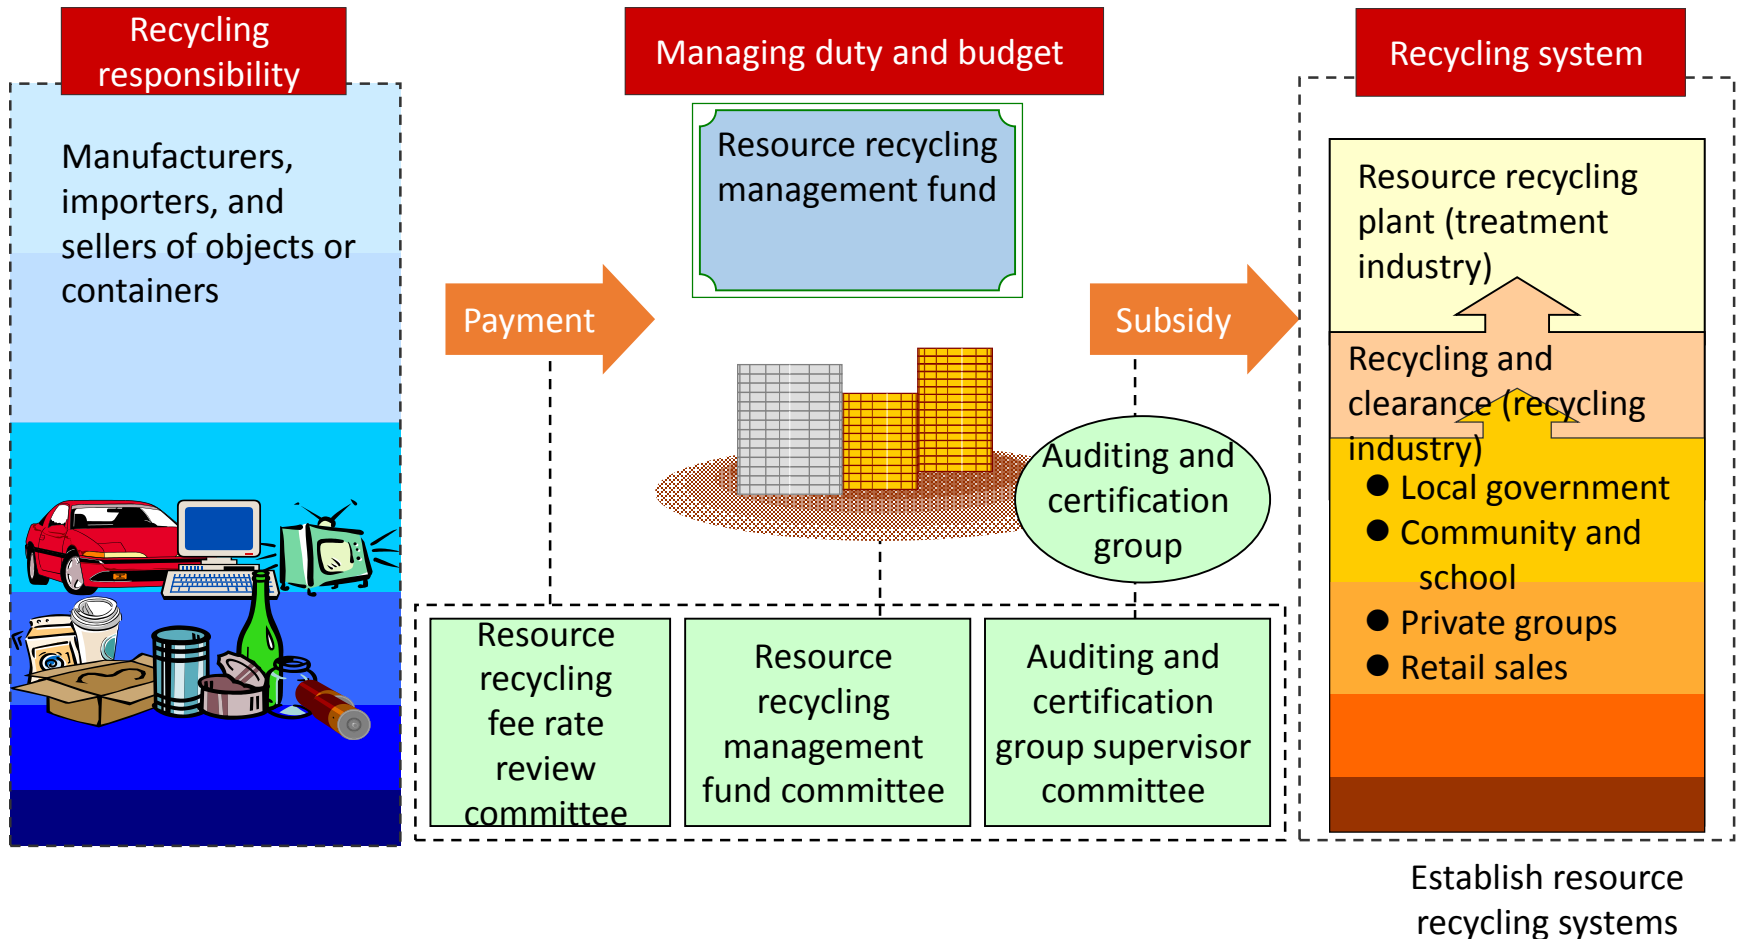 Recycling
responsibility
Manufacturers,
importers, and
sellers of objects or
containers
Payment
Managing duty and budget
Resource recycling
management fund
Subsidy
Auditing and
certification
group
Resource
recycling
fee rate
review
committee
Resource
recycling
management
fund committee
Auditing and
certification
group supervisor
committee
Recycling system
Resource recycling
plant (treatment
industry)
Recycling and
clearance (recycling
industry)
● Local government
● Community and
school
● Private groups
● Retail sales
Establish resource
recycling systems